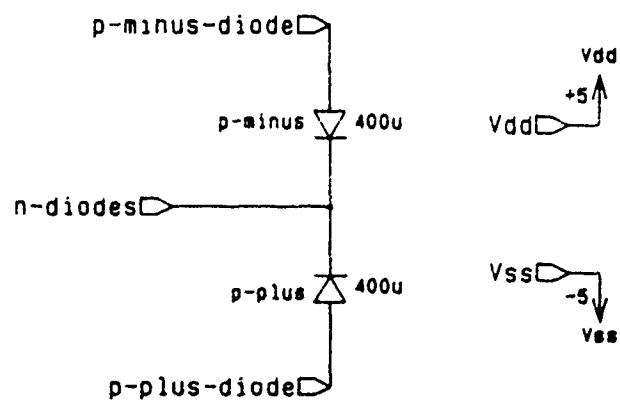 p-minus-diode
Vdd
+5
p-minus 400u
Vdd
n-diodes
Vss
p-plus 400u
-5
Vss
p-plus-diode